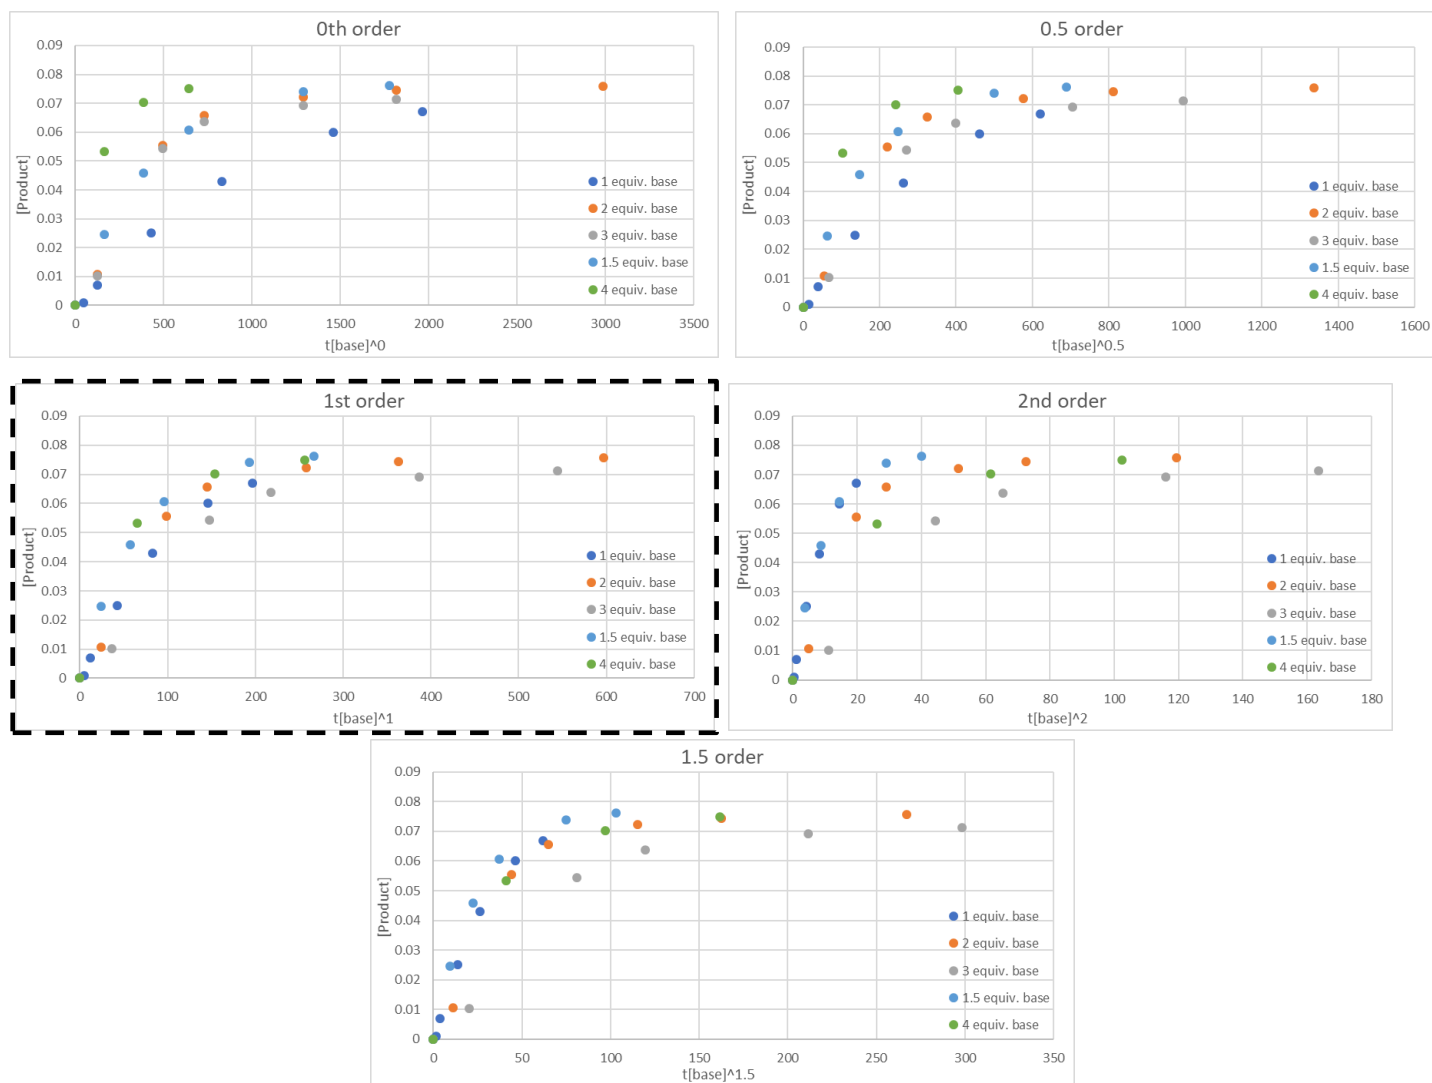 0th order
[Product]
0.09
0.08
0.07
0.06
0.05
0.04
0.03
0.02
0.01
0
0 500 1000 1500 2000 2500 3000 3500
t[base]^0
1 equiv. base
2 equiv. base
3 equiv. base
1.5 equiv. base
4 equiv. base
0.5 order
[Product]
0.09
0.08
0.07
0.06
0.05
0.04
0.03
0.02
0.01
0
0 200 400 600 800 1000 1200 1400 1600
t[base]^0.5
1 equiv. base
2 equiv. base
3 equiv. base
1.5 equiv. base
4 equiv. base
1st order
[Product]
0.09
0.08
0.07
0.06
0.05
0.04
0.03
0.02
0.01
0
0 100 200 300 400 500 600 700
t[base]^1
1 equiv. base
2 equiv. base
3 equiv. base
1.5 equiv. base
4 equiv. base
2nd order
[Product]
0.09
0.08
0.07
0.06
0.05
0.04
0.03
0.02
0.01
0
0 20 40 60 80 100 120 140 160 180
t[base]^2
1 equiv. base
2 equiv. base
3 equiv. base
1.5 equiv. base
4 equiv. base
1.5 order
[Product]
0.09
0.08
0.07
0.06
0.05
0.04
0.03
0.02
0.01
0
0 50 100 150 200 250 300 350
t[base]^1.5
1 equiv. base
2 equiv. base
3 equiv. base
1.5 equiv. base
4 equiv. base